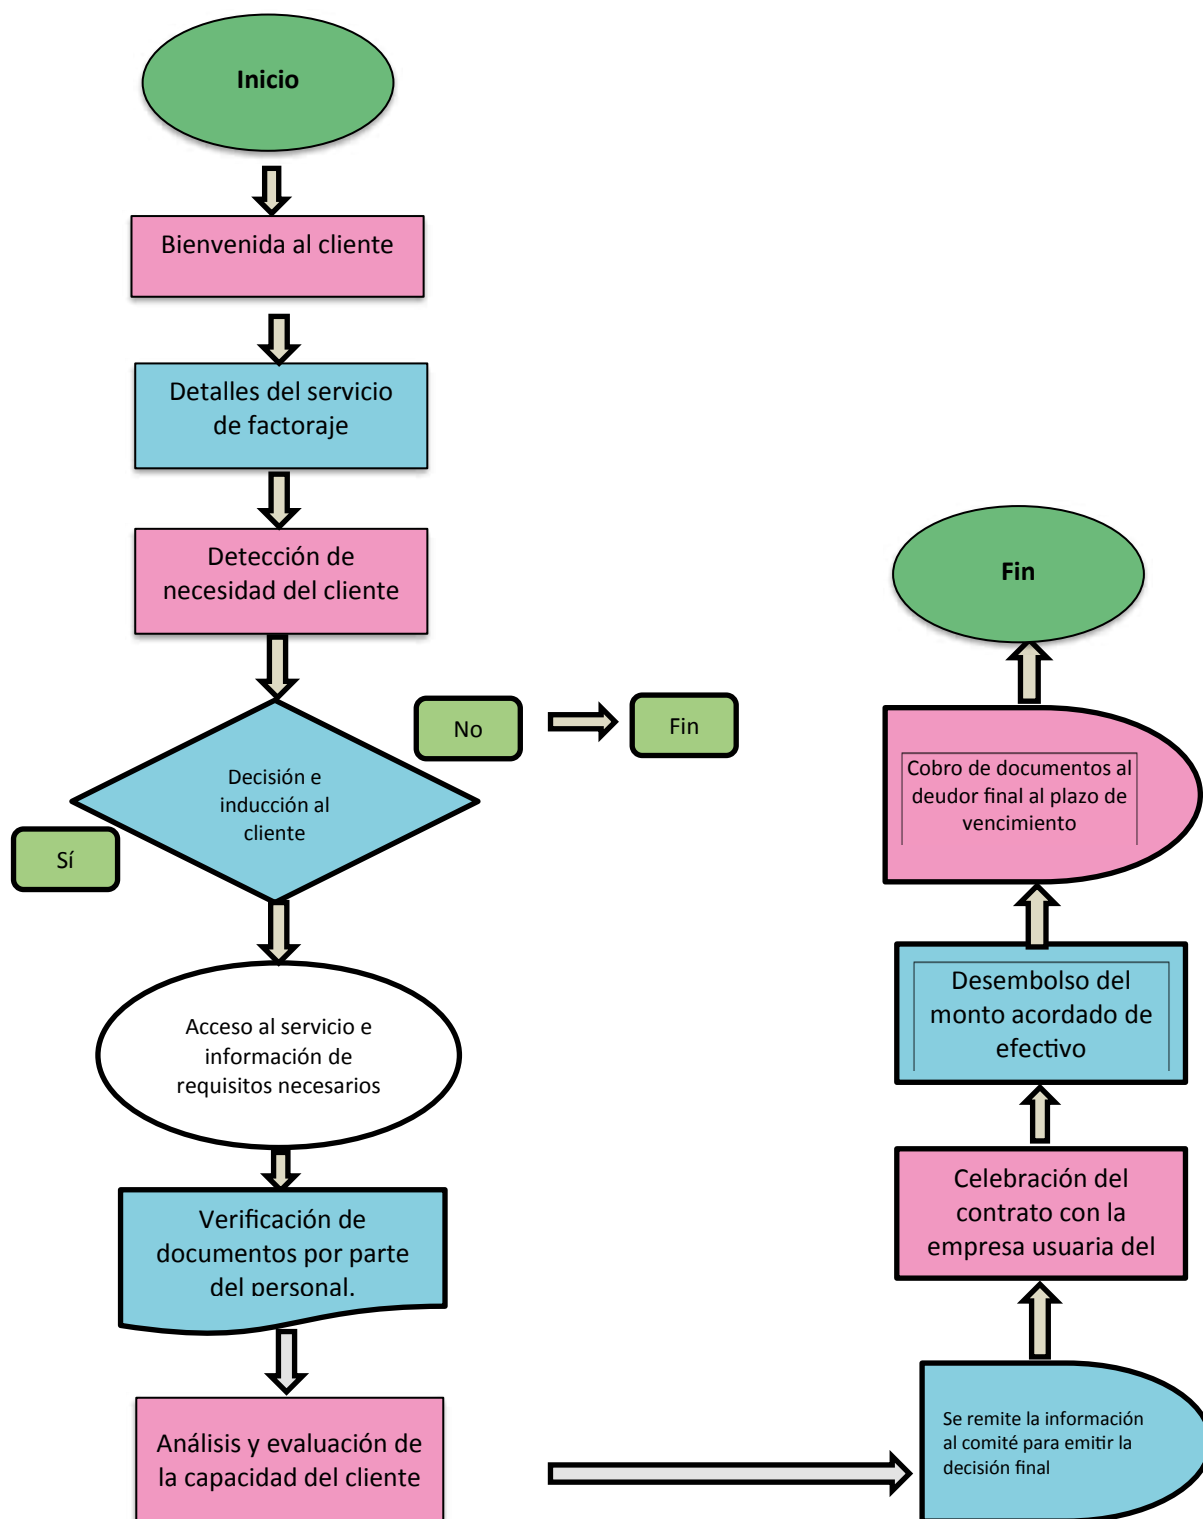 Inicio
Bienvenida al cliente
Detalles del servicio
de factoraje
Detección de
necesidad del cliente
Decisión e
inducción al
cliente
No
Fin
Sí
Acceso al servicio e
información de
requisitos necesarios
Verificación de
documentos por parte
del personal.
Análisis y evaluación de
la capacidad del cliente
Se remite la información
al comité para emitir la
decisión final
Celebración del
contrato con la
empresa usuaria del
Desembolso del
monto acordado de
efectivo
Cobro de documentos al
deudor final al plazo de
vencimiento
Fin